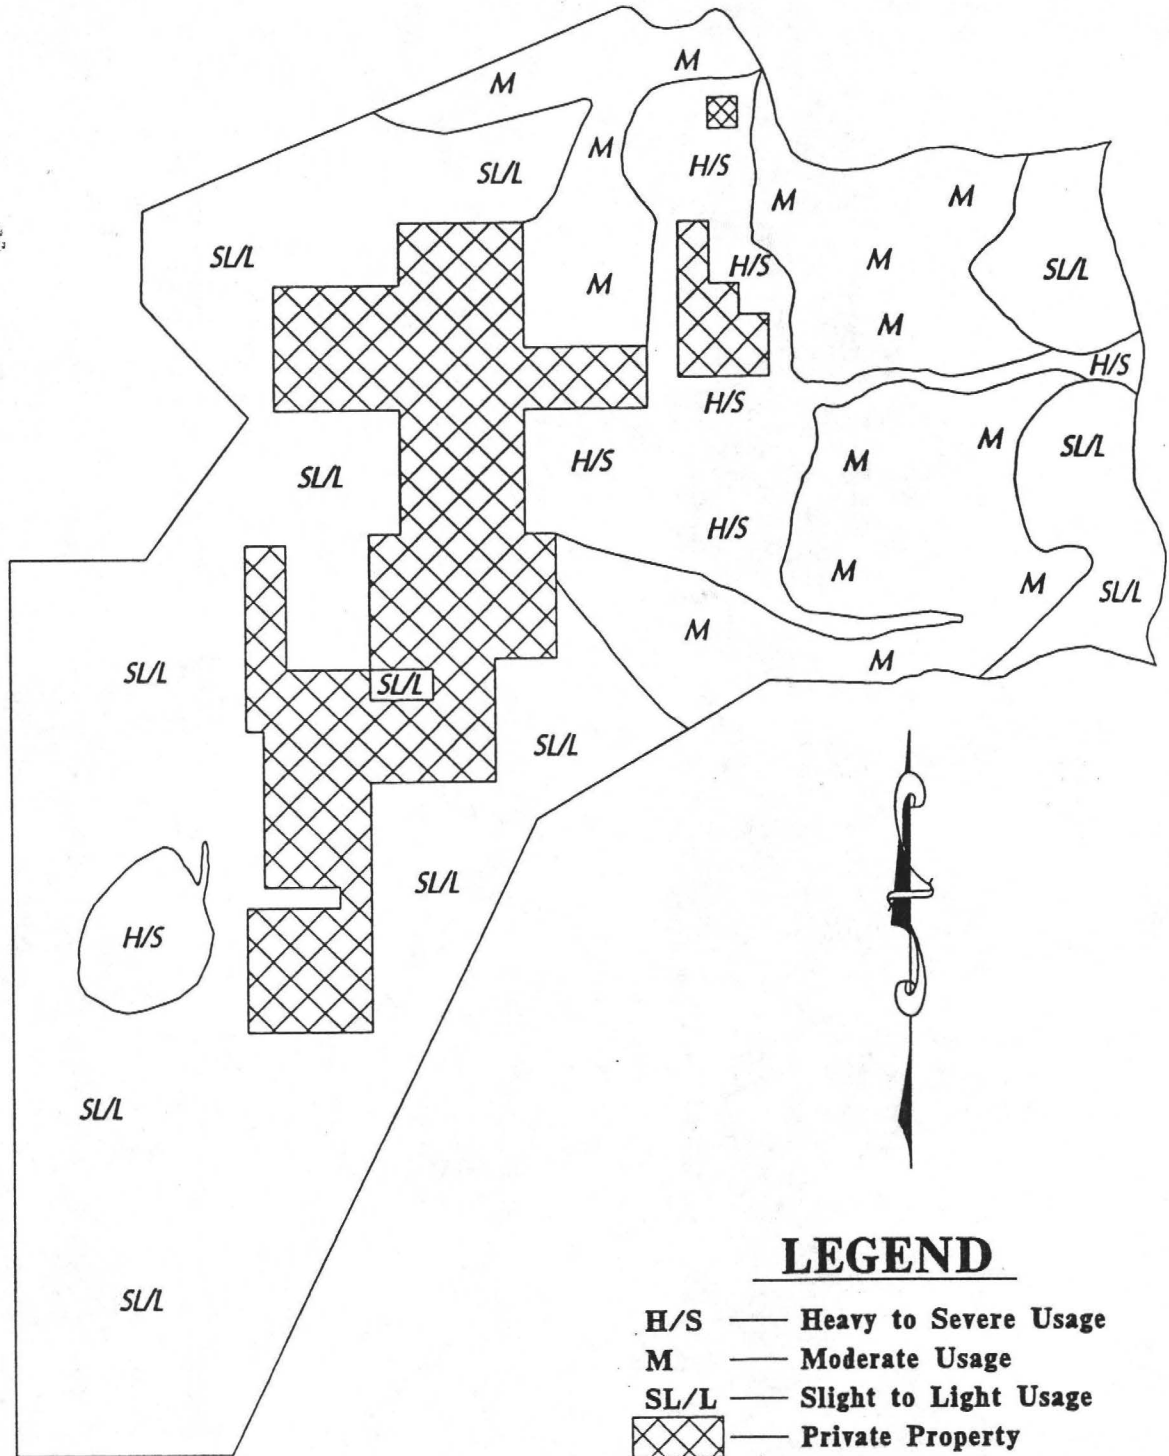 M
M
M
SL/L
H/S
M
M
SL/L
H/S
M
SL/L
M
M
H/S
H/S
M
M
SL/L
H/S
SL/L
H/S
M
M
SL/L
M
M
SL/L
SL/L
SL/L
SL/L
H/S
SL/L
SL/L
SL/L
LEGEND
H/S — Heavy to Severe Usage
M — Moderate Usage
SL/L — Slight to Light Usage
— Private Property